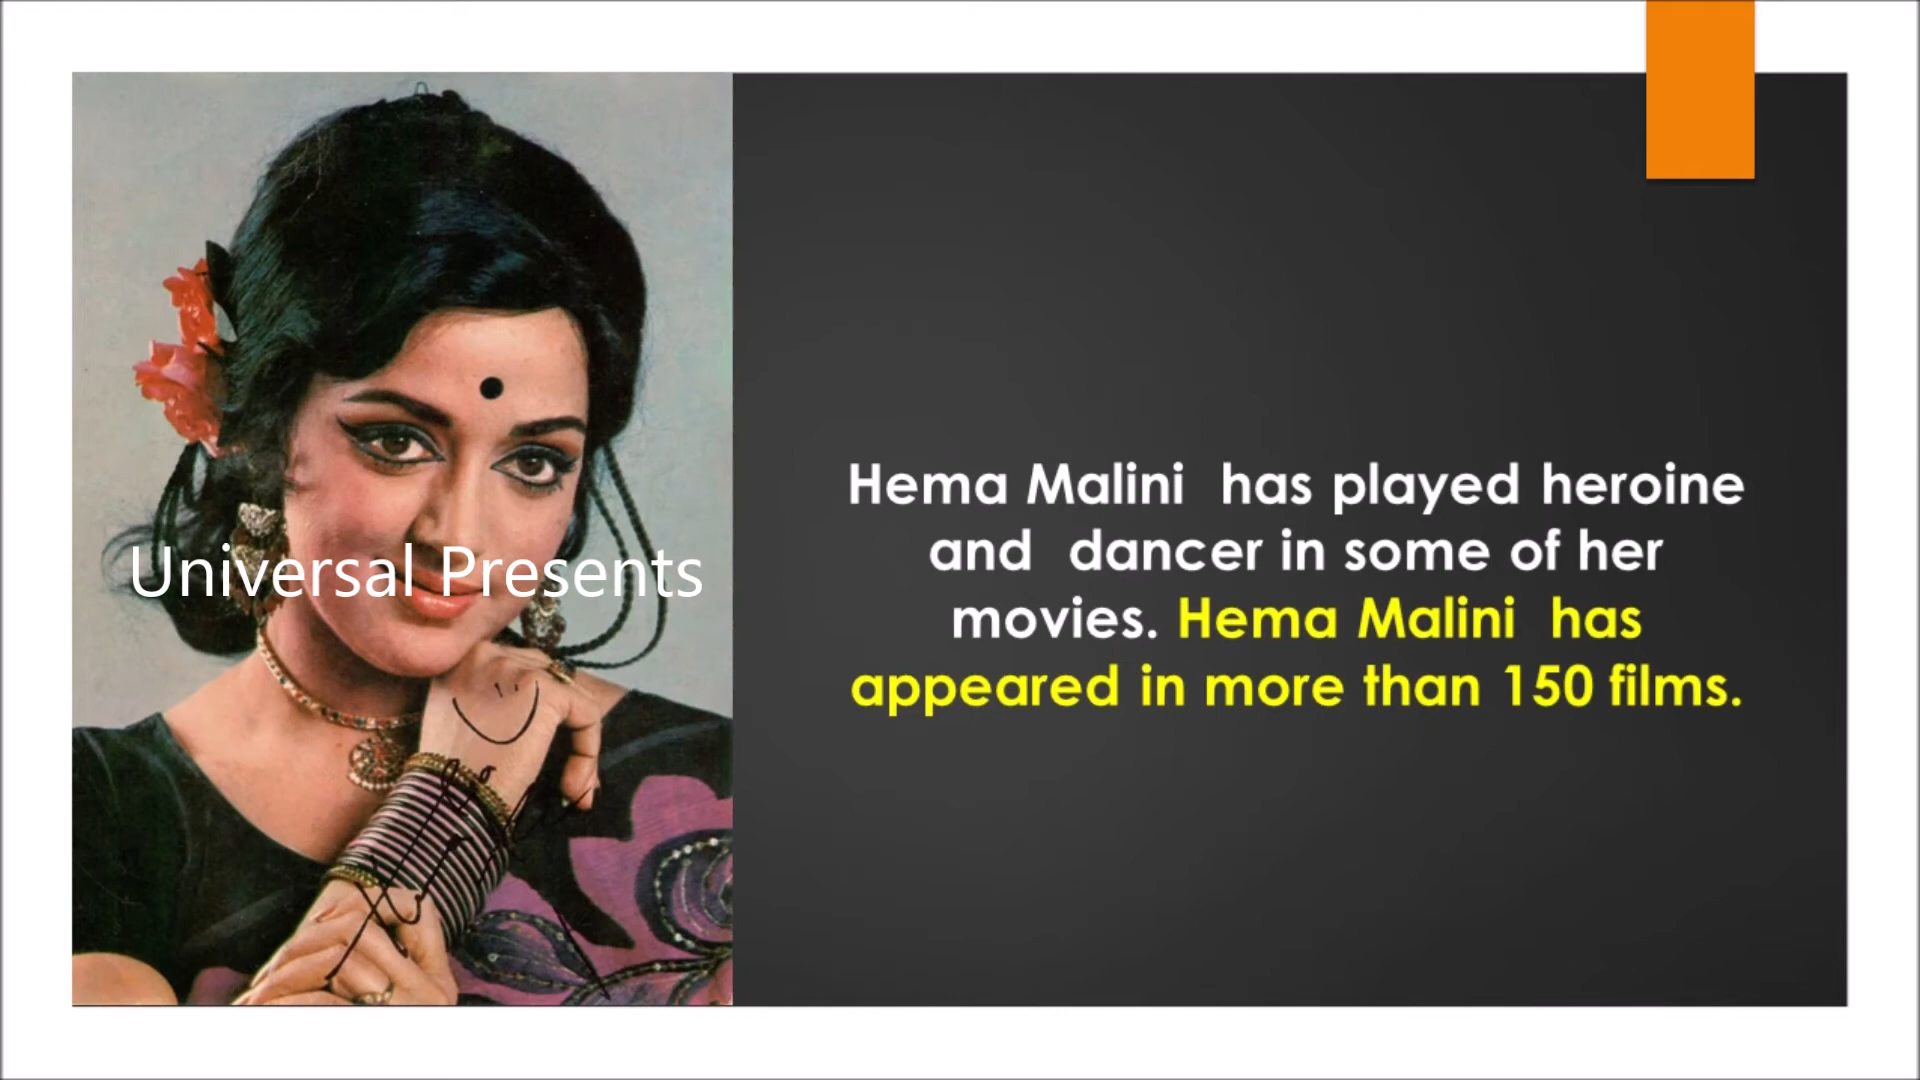 Universal Presents
Hema Malini has played heroine
and dancer in some of her
movies. Hema Malini has
appeared in more than 150 films.